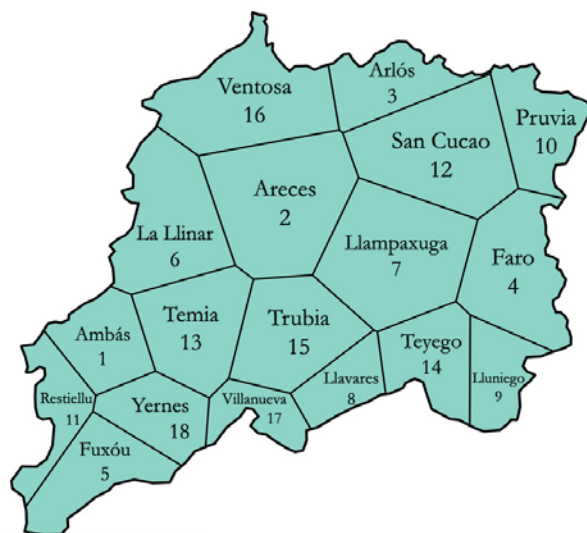 Ventosa
16
Arlós
3
Pruvia
10
San Cucao
12
Areces
2
La Llinar
6
Llampaxuga
7
Faro
4
Ambás
1
Temia
13
Trubia
15
Teyego
14
Lluniego
9
Llavares
8
Restiellu
11
Yernes
18
Villanueva
17
Fuxóu
5